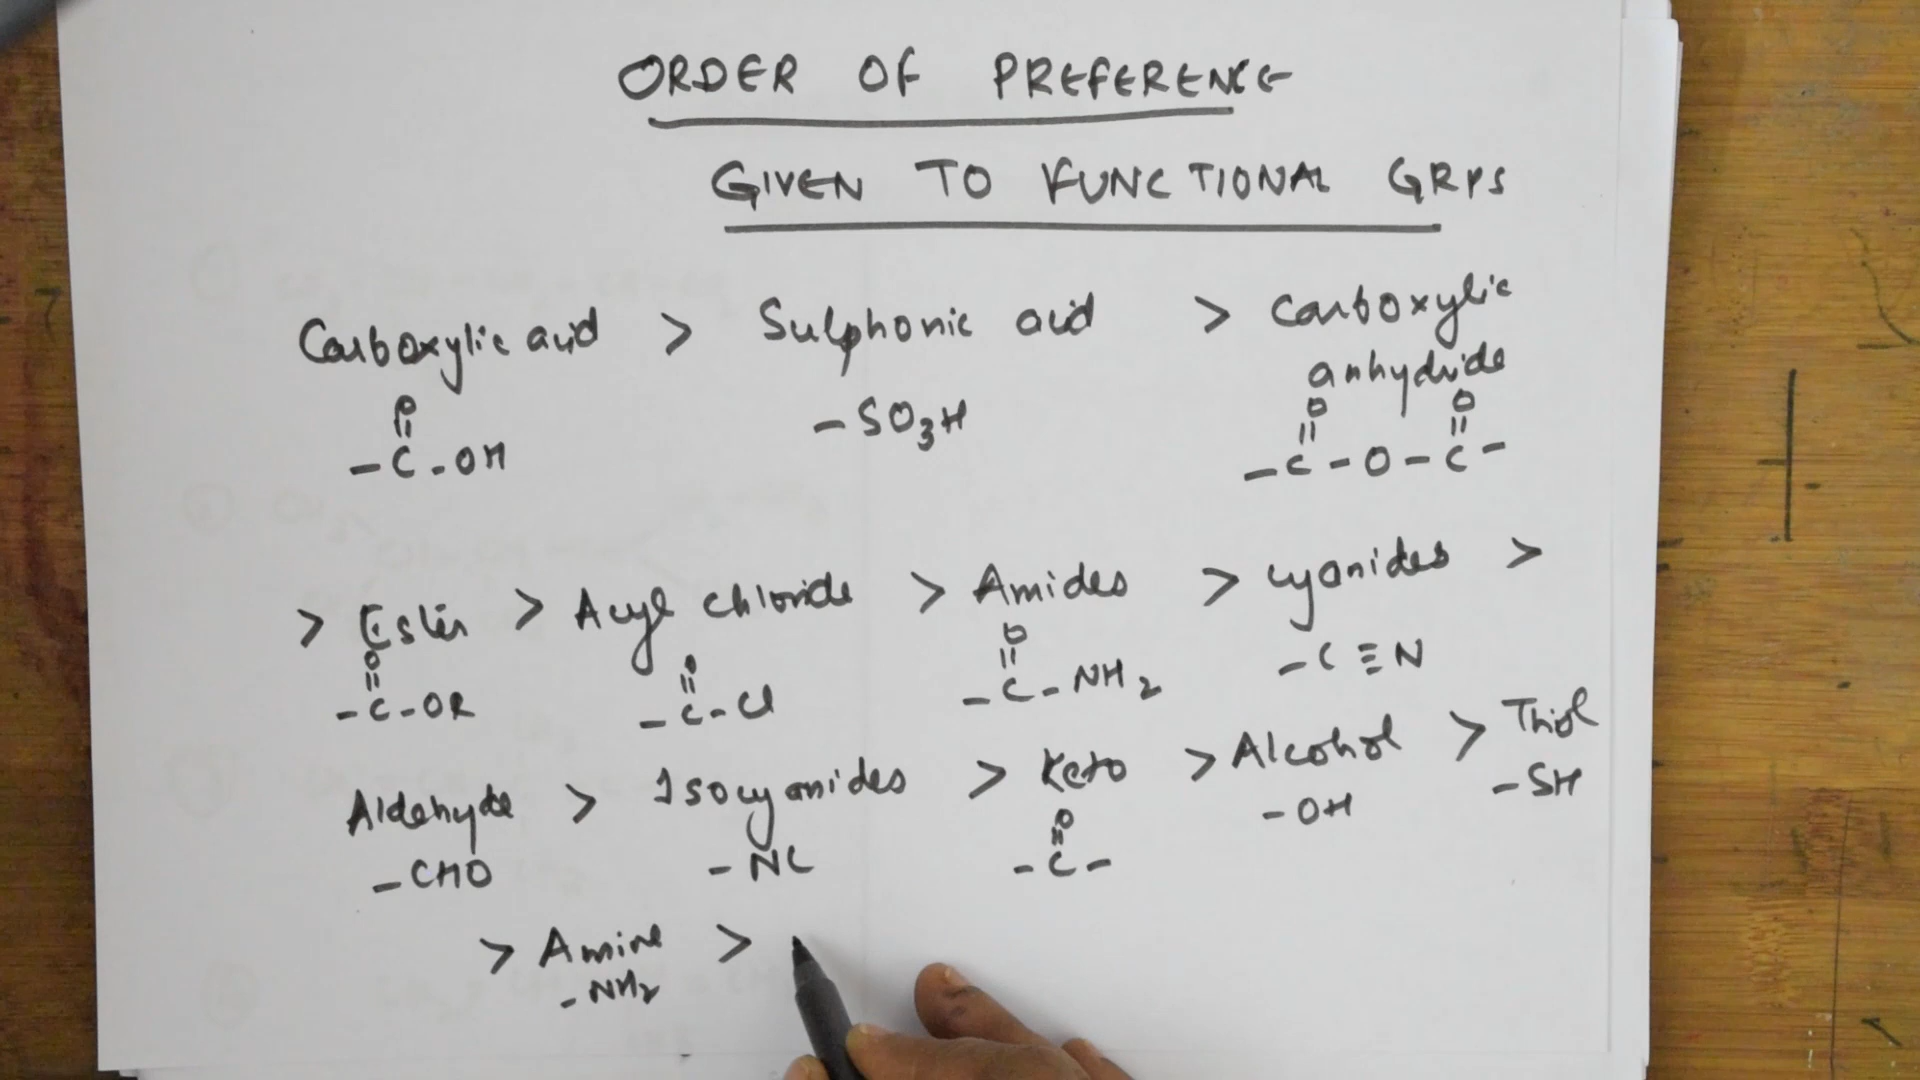 ORDER OF PREFERENCE
GIVEN TO FUNCTIONAL GRPS
Carboxylic acid > Sulphonic acid > Carboxylic
anhydride
O
||
-C-OH
-SO3H
O O
|| ||
-C-O-C-
> Ester > Acyl chloride > Amides > cyanides >
O
||
-C-OR
O
||
-C-Cl
O
||
-C-NH2
-C≡N
Aldehyde > Isocyanides > Keto > Alcohol > Thiol
-CHO
-NC
O
||
-C-
-OH
-SH
> Amine >
-NH2